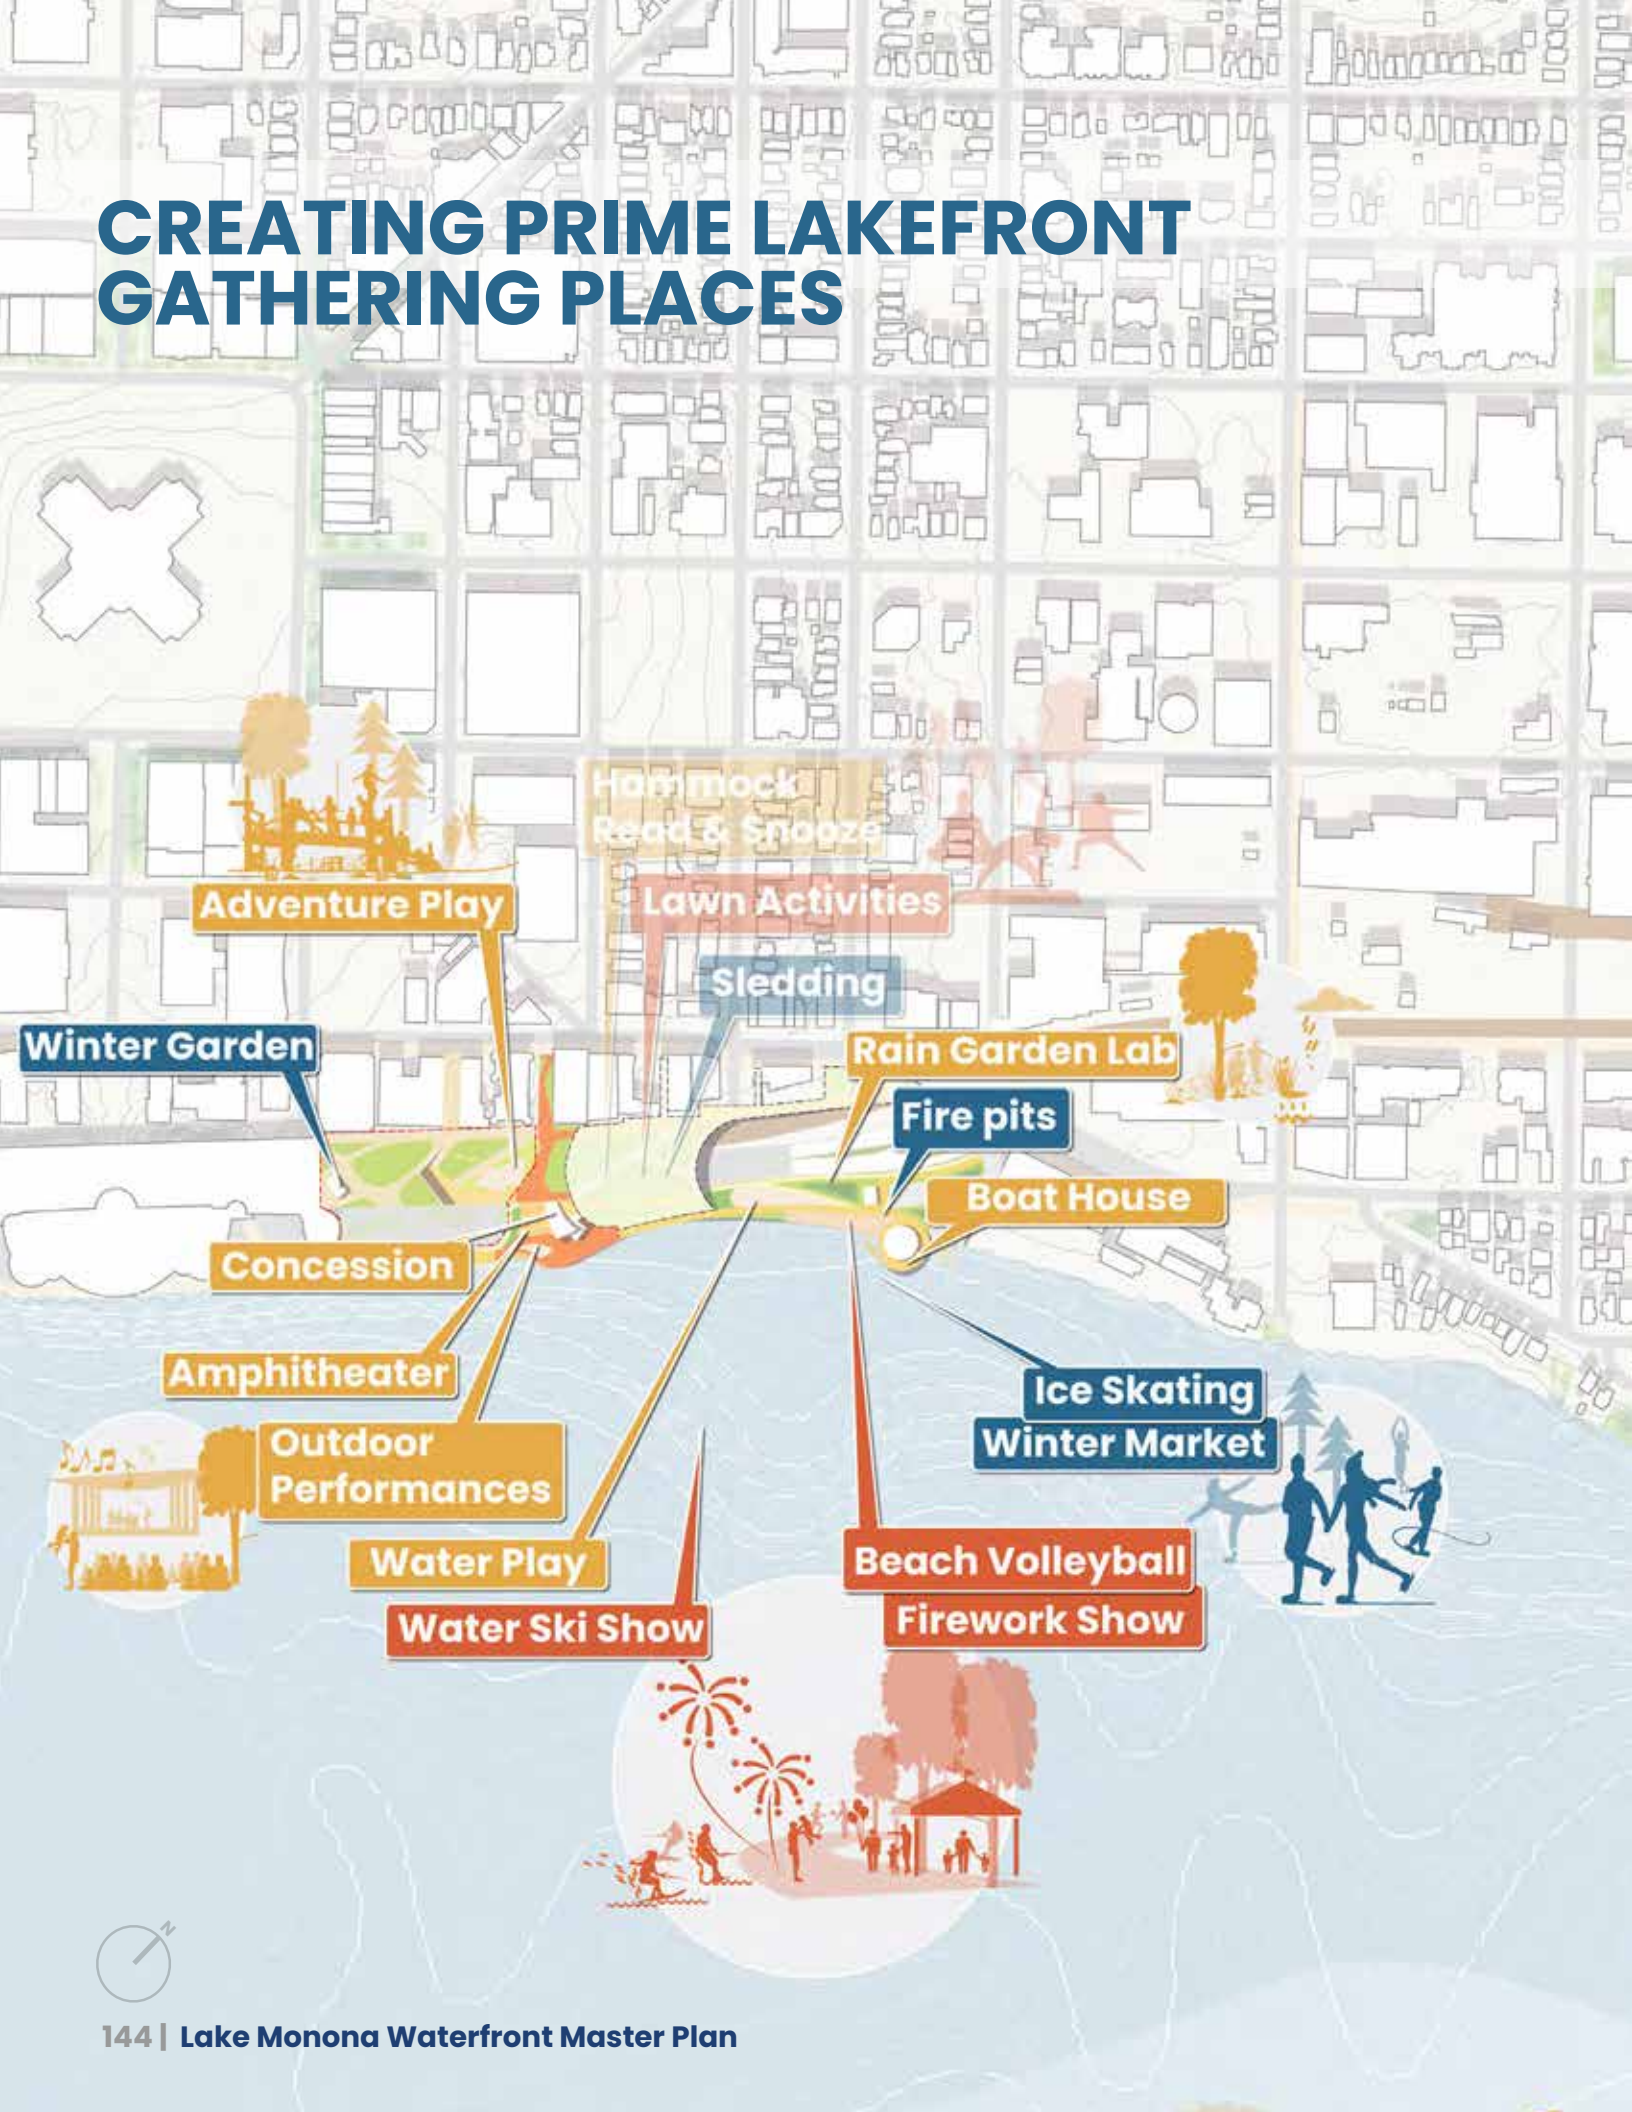 CREATING PRIME LAKEFRONT
GATHERING PLACES
Hammock
Read & Snooze
Adventure Play
Lawn Activities
Sledding
Winter Garden
Rain Garden Lab
Fire pits
Boat House
Concession
Amphitheater
Ice Skating
Winter Market
Outdoor
Performances
Water Play
Beach Volleyball
Water Ski Show
Firework Show
N
144 | Lake Monona Waterfront Master Plan